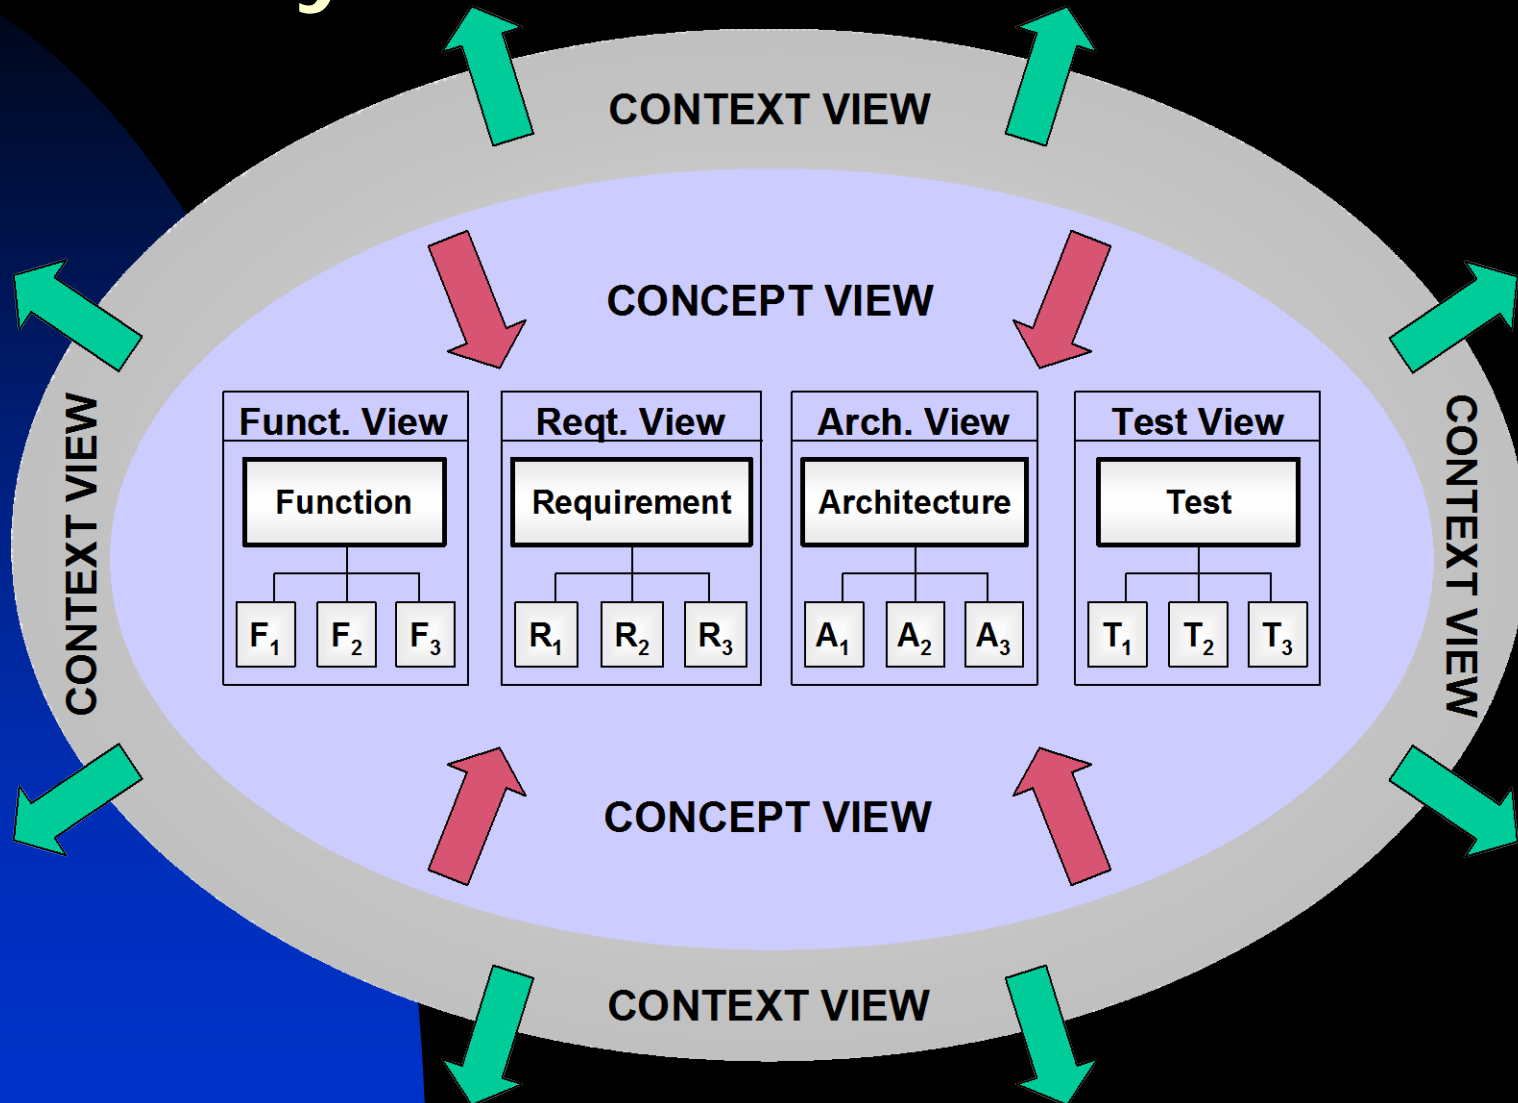 CONTEXT VIEW
CONCEPT VIEW
CONTEXT VIEW
Funct. View
Function
F1 F2 F3
Reqt. View
Requirement
R1 R2 R3
Arch. View
Architecture
A1 A2 A3
Test View
Test
T1 T2 T3
CONTEXT VIEW
CONCEPT VIEW
CONTEXT VIEW